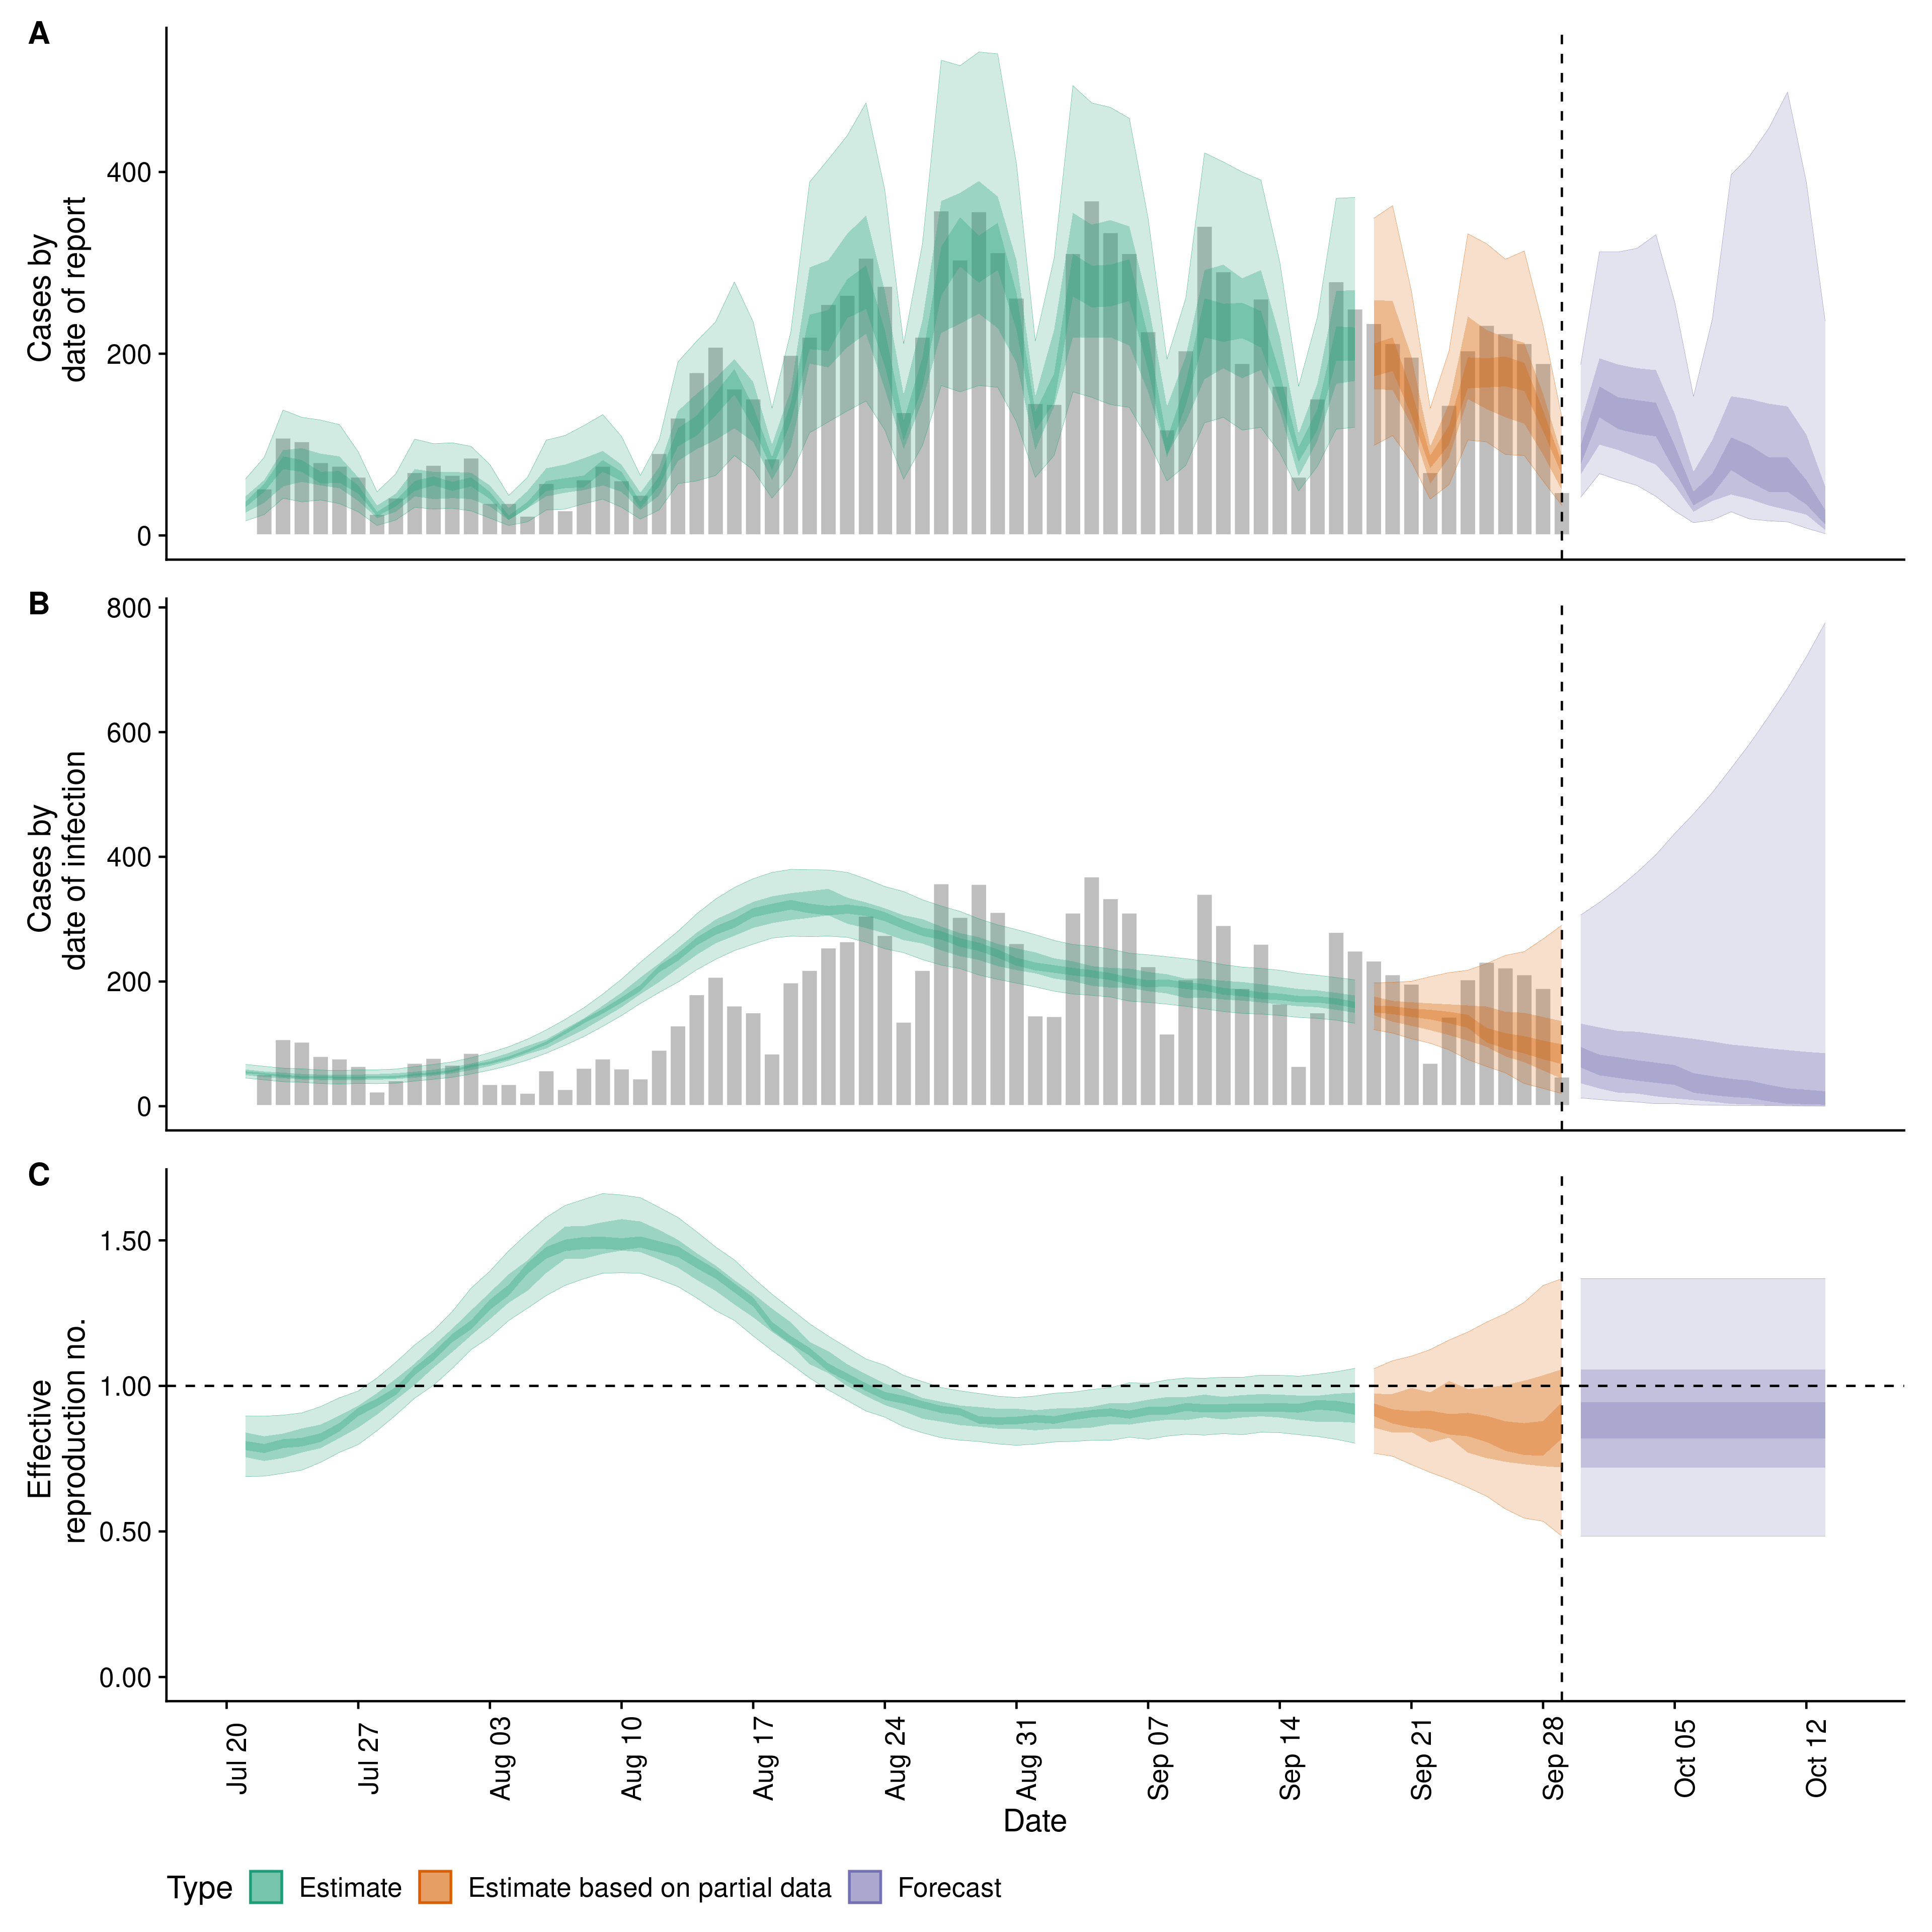 A
Cases by
date of report
400
200
0
B
Cases by
date of infection
800
600
400
200
0
C
Effective
reproduction no.
1.50
1.00
0.50
0.00
Jul 20
Jul 27
Aug 03
Aug 10
Aug 17
Aug 24
Aug 31
Sep 07
Sep 14
Sep 21
Sep 28
Oct 05
Oct 12
Date
Type Estimate Estimate based on partial data Forecast